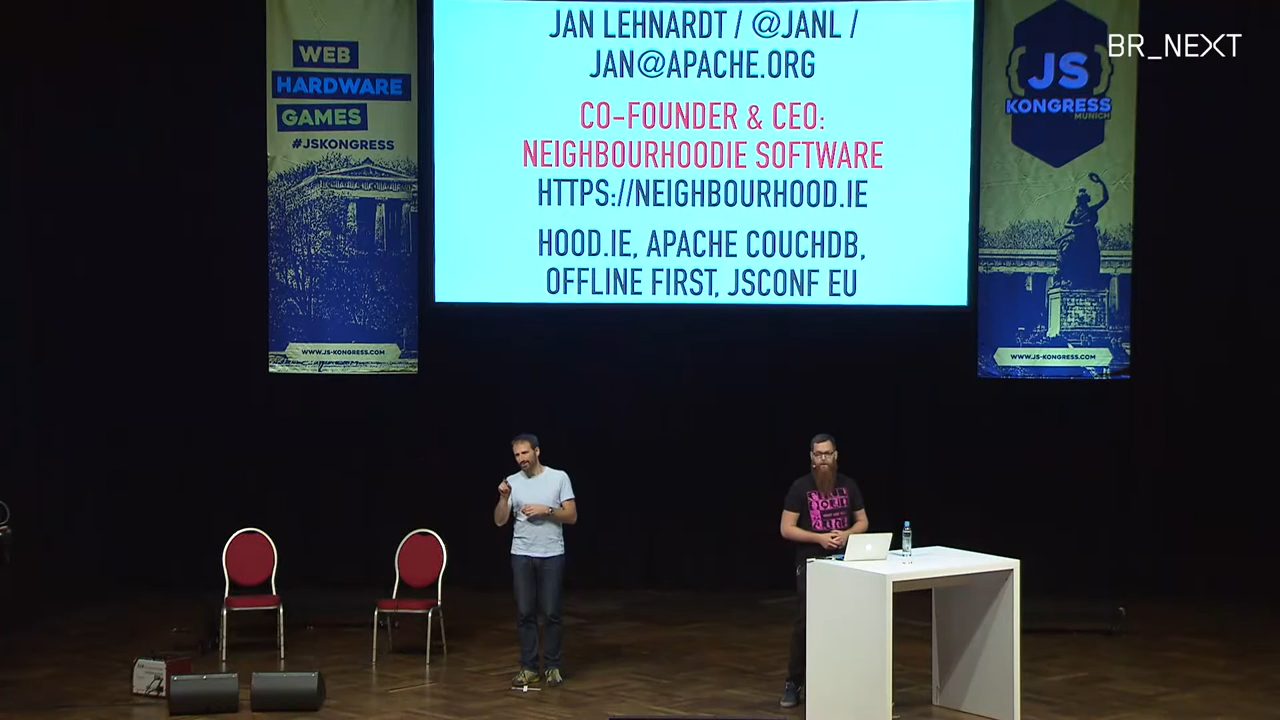 WEB
HARDWARE
GAMES
#JSKONGRESS
WWW.JS-KONGRESS.COM
JAN LEHNARDT / @JANL /
JAN@APACHE.ORG
CO-FOUNDER & CEO:
NEIGHBOURHOODIE SOFTWARE
HTTPS://NEIGHBOURHOOD.IE
HOOD.IE, APACHE COUCHDB,
OFFLINE FIRST, JSCONF EU
{JS}
KONGRESS
MUNICH
WWW.JS-KONGRESS.COM
BR_NEXT